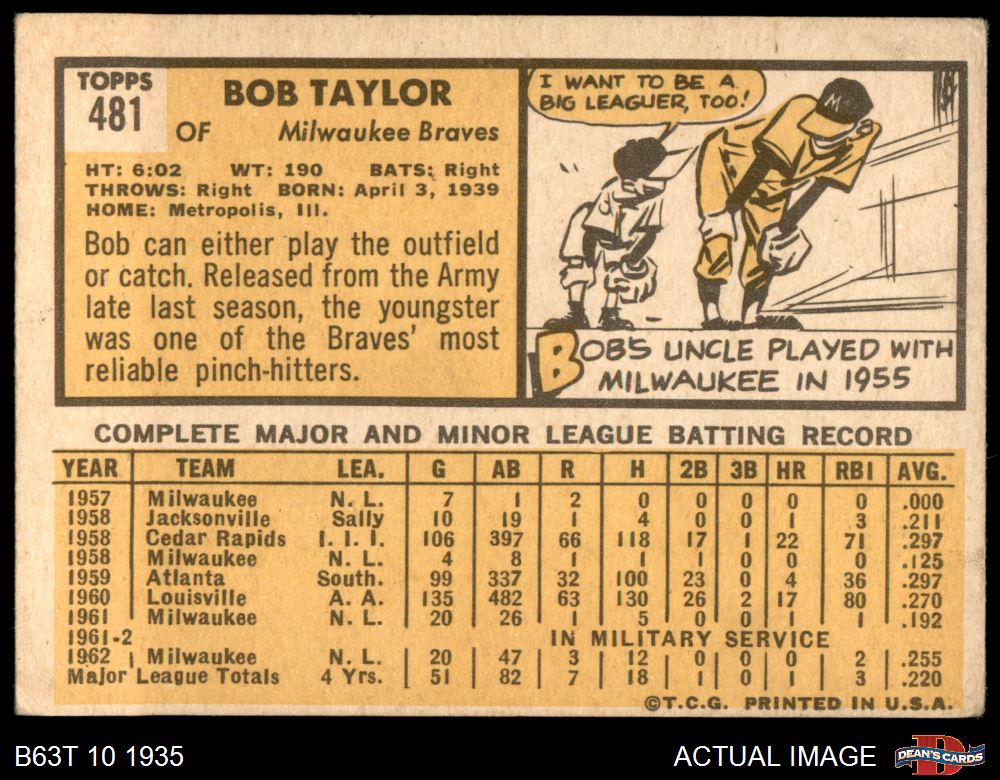 TOPPS
481
BOB TAYLOR
OF Milwaukee Braves
HT: 6:02 WT: 190 BATS: Right
THROWS: Right BORN: April 3, 1939
HOME: Metropolis, Ill.
Bob can either play the outfield
or catch. Released from the Army
late last season, the youngster
was one of the Braves' most
reliable pinch-hitters.
I WANT TO BE A
BIG LEAGUER, TOO!
M
BOB'S UNCLE PLAYED WITH
MILWAUKEE IN 1955
COMPLETE MAJOR AND MINOR LEAGUE BATTING RECORD
YEAR TEAM LEA. G AB R H 2B 3B HR RBI AVG.
1957 Milwaukee N. L. 7 1 2 0 0 0 0 0 .000
1958 Jacksonville Sally 10 19 1 4 0 0 1 3 .211
1958 Cedar Rapids I. I. I. 106 397 66 118 17 1 22 71 .297
1958 Milwaukee N. L. 4 8 1 1 1 0 0 0 .125
1959 Atlanta South. 99 337 32 100 23 0 4 36 .297
1960 Louisville A. A. 135 482 63 130 26 2 17 80 .270
1961 Milwaukee N. L. 20 26 1 5 0 0 1 1 .192
1961-2 IN MILITARY SERVICE
1962 Milwaukee N. L. 20 47 3 12 0 0 0 2 .255
Major League Totals 4 Yrs. 51 82 7 18 1 0 1 3 .220
©T.C.G. PRINTED IN U.S.A.
B63T 10 1935 ACTUAL IMAGE DEAN'S CARDS